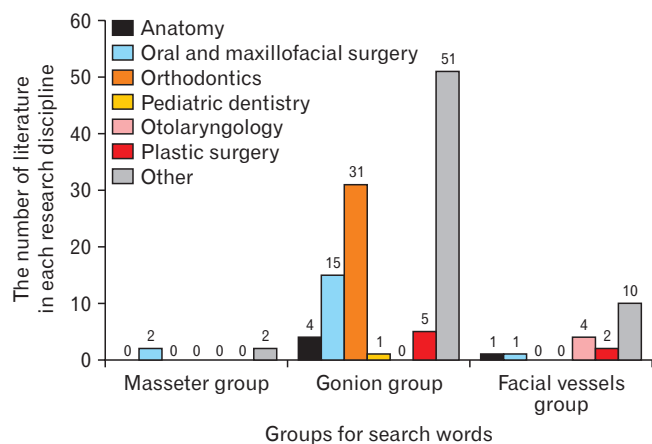 60
50
40
30
20
10
0
The number of literature
in each research discipline
Anatomy
Oral and maxillofacial surgery
Orthodontics
Pediatric dentistry
Otolaryngology
Plastic surgery
Other
0 2 0 0 0 0 2
4 15 31 1 0 5 51
1 1 0 0 4 2 10
Masseter group
Gonion group
Facial vessels
group
Groups for search words